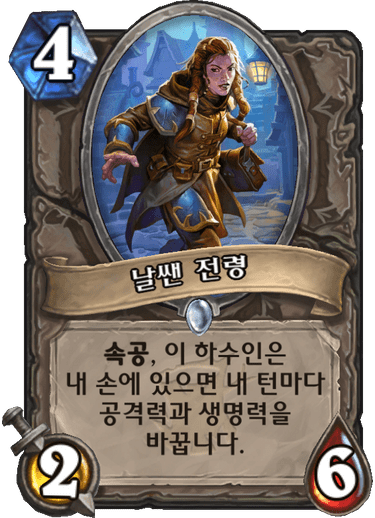 4
날쌘 전령
속공, 이 하수인은
내 손에 있으면 내 턴마다
공격력과 생명력을
바꿉니다.
2
6